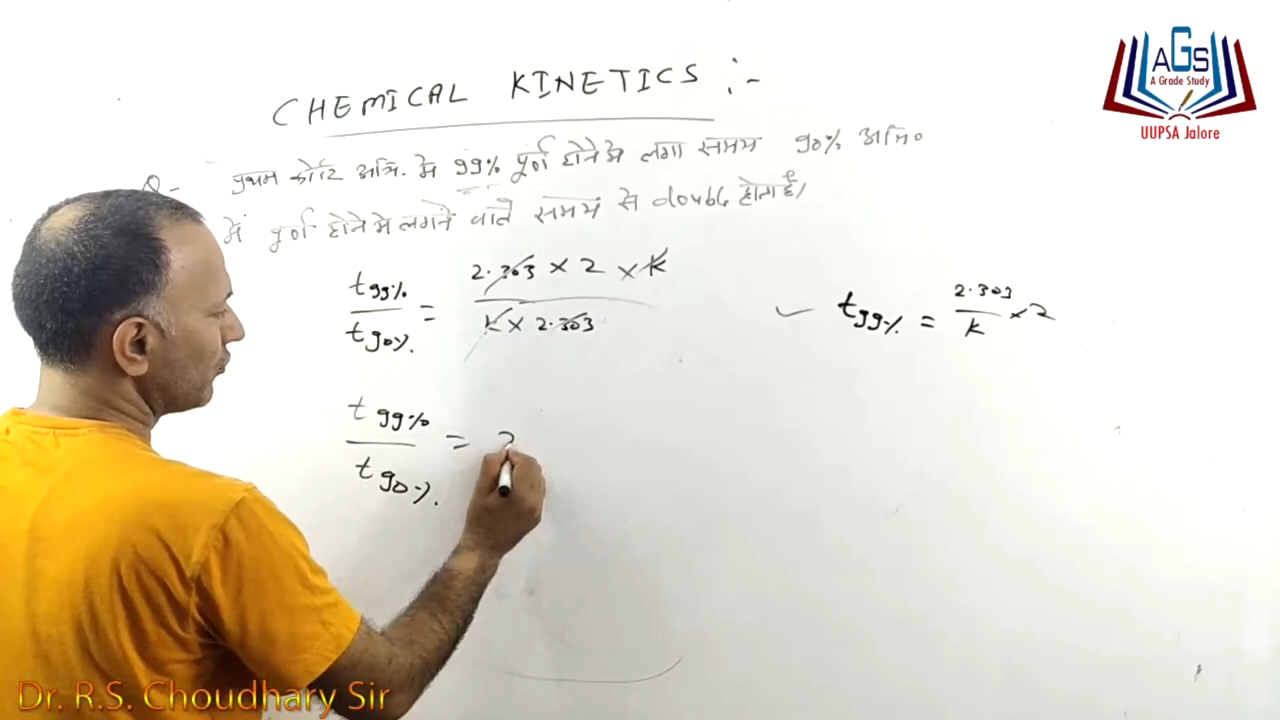 CHEMICAL KINETICS :-
Q- प्रथम कोटि अभि. मे 99% पूर्ण होने मे लगा समय 90% अभि०
में पूर्ण होने मे लगने वाले समय से double होता है।
t99% / t90% = 2.303 × 2 × k / k × 2.303
t99% = 2.303 / k × 2
t99% / t90% = 2
AGS
A Grade Study
UUPSA Jalore
Dr. R.S. Choudhary Sir